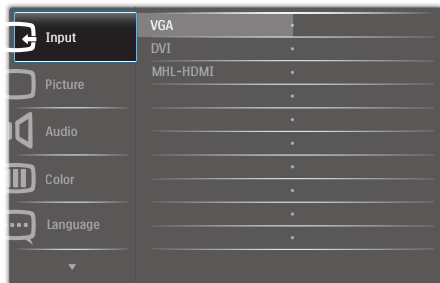 Input
Picture
Audio
Color
Language
VGA
DVI
MHL-HDMI